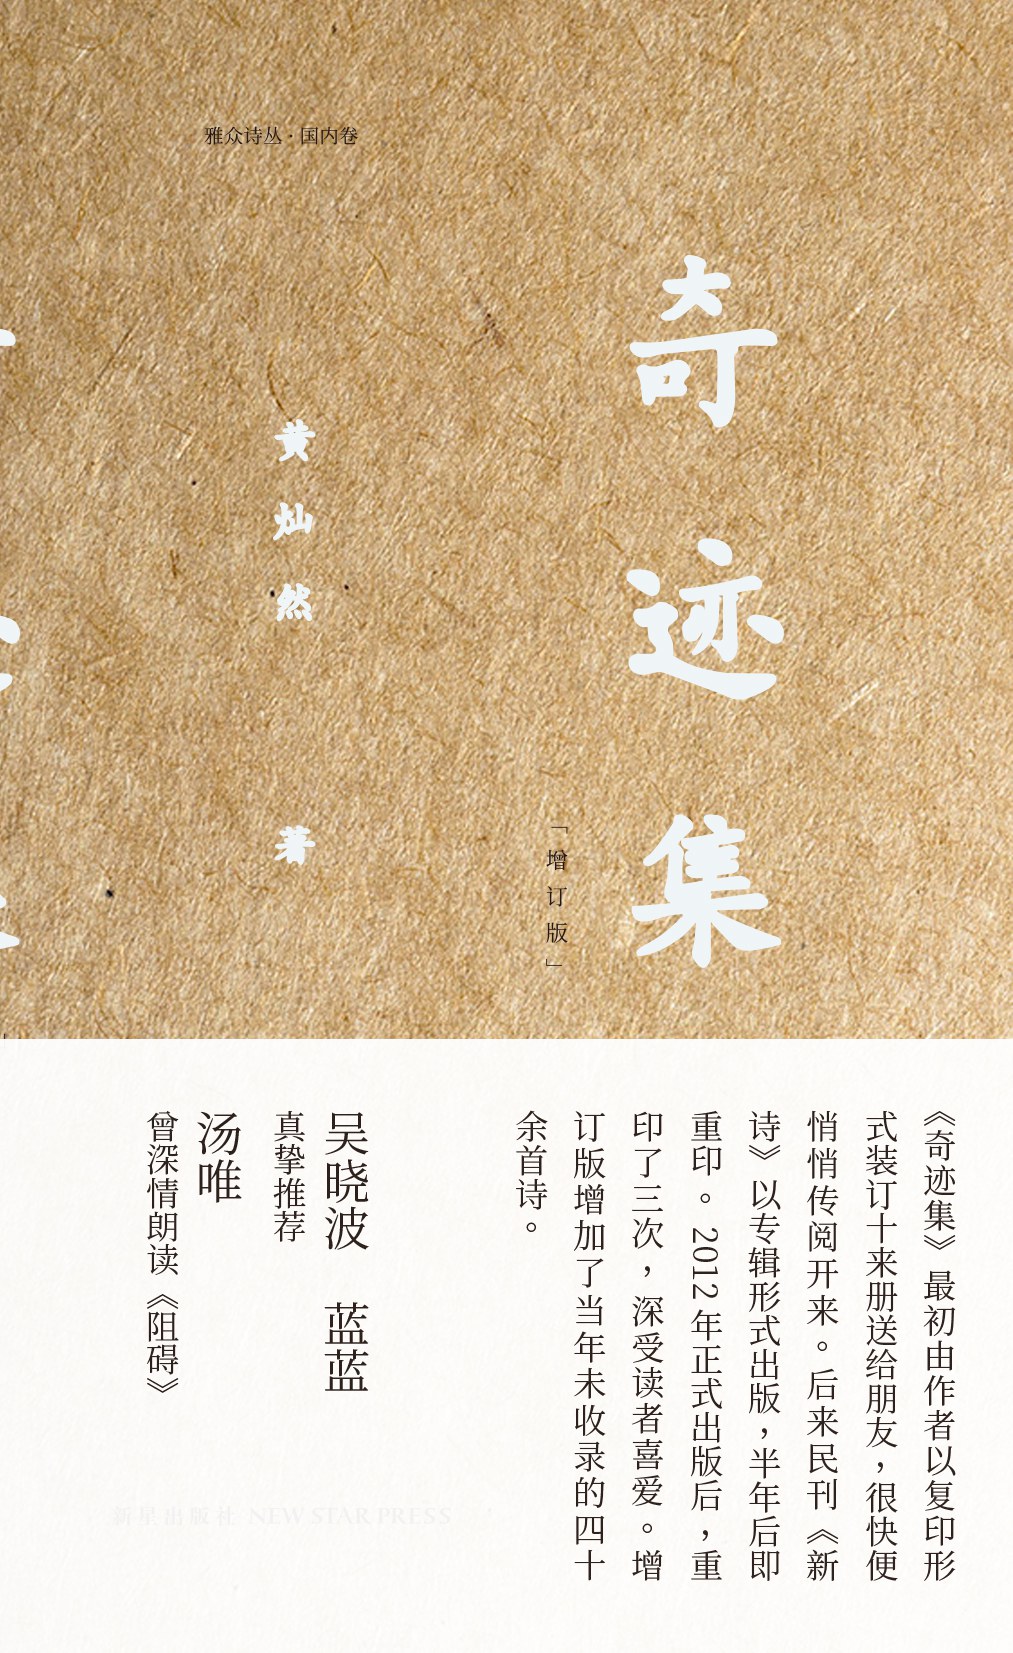 雅众诗丛·国内卷
奇迹集
「增订版」
黄灿然 著
《奇迹集》最初由作者以复印形
式装订十来册送给朋友，很快便
悄悄传阅开来。后来民刊《新
诗》以专辑形式出版，半年后即
重印。2012年正式出版后，重
印了三次，深受读者喜爱。增
订版增加了当年未收录的四十
余首诗。
吴晓波 蓝蓝
真挚推荐
汤唯
曾深情朗读《阻碍》
新星出版社 NEW STAR PRESS